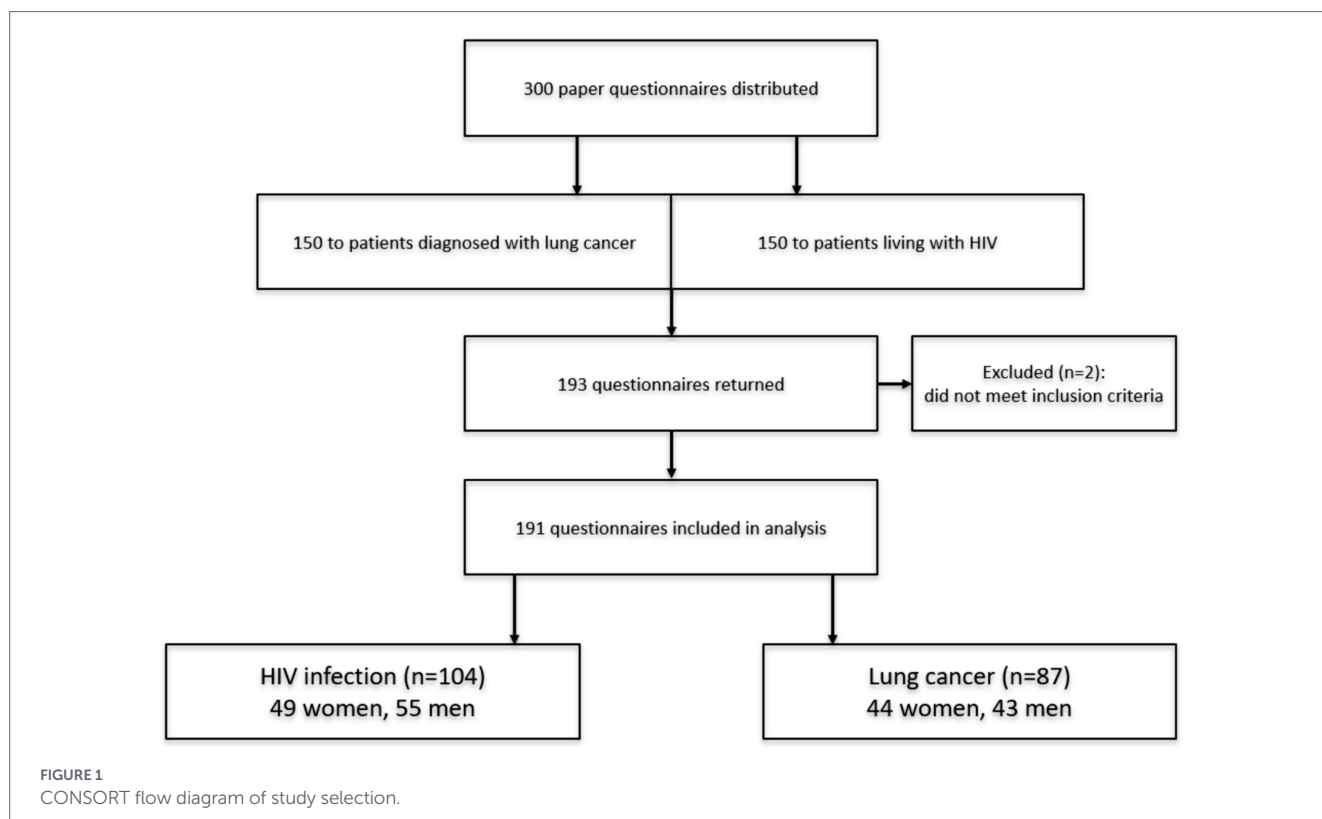 300 paper questionnaires distributed
150 to patients diagnosed with lung cancer
150 to patients living with HIV
193 questionnaires returned
Excluded (n=2):
did not meet inclusion criteria
191 questionnaires included in analysis
HIV infection (n=104)
49 women, 55 men
Lung cancer (n=87)
44 women, 43 men
FIGURE 1
CONSORT flow diagram of study selection.